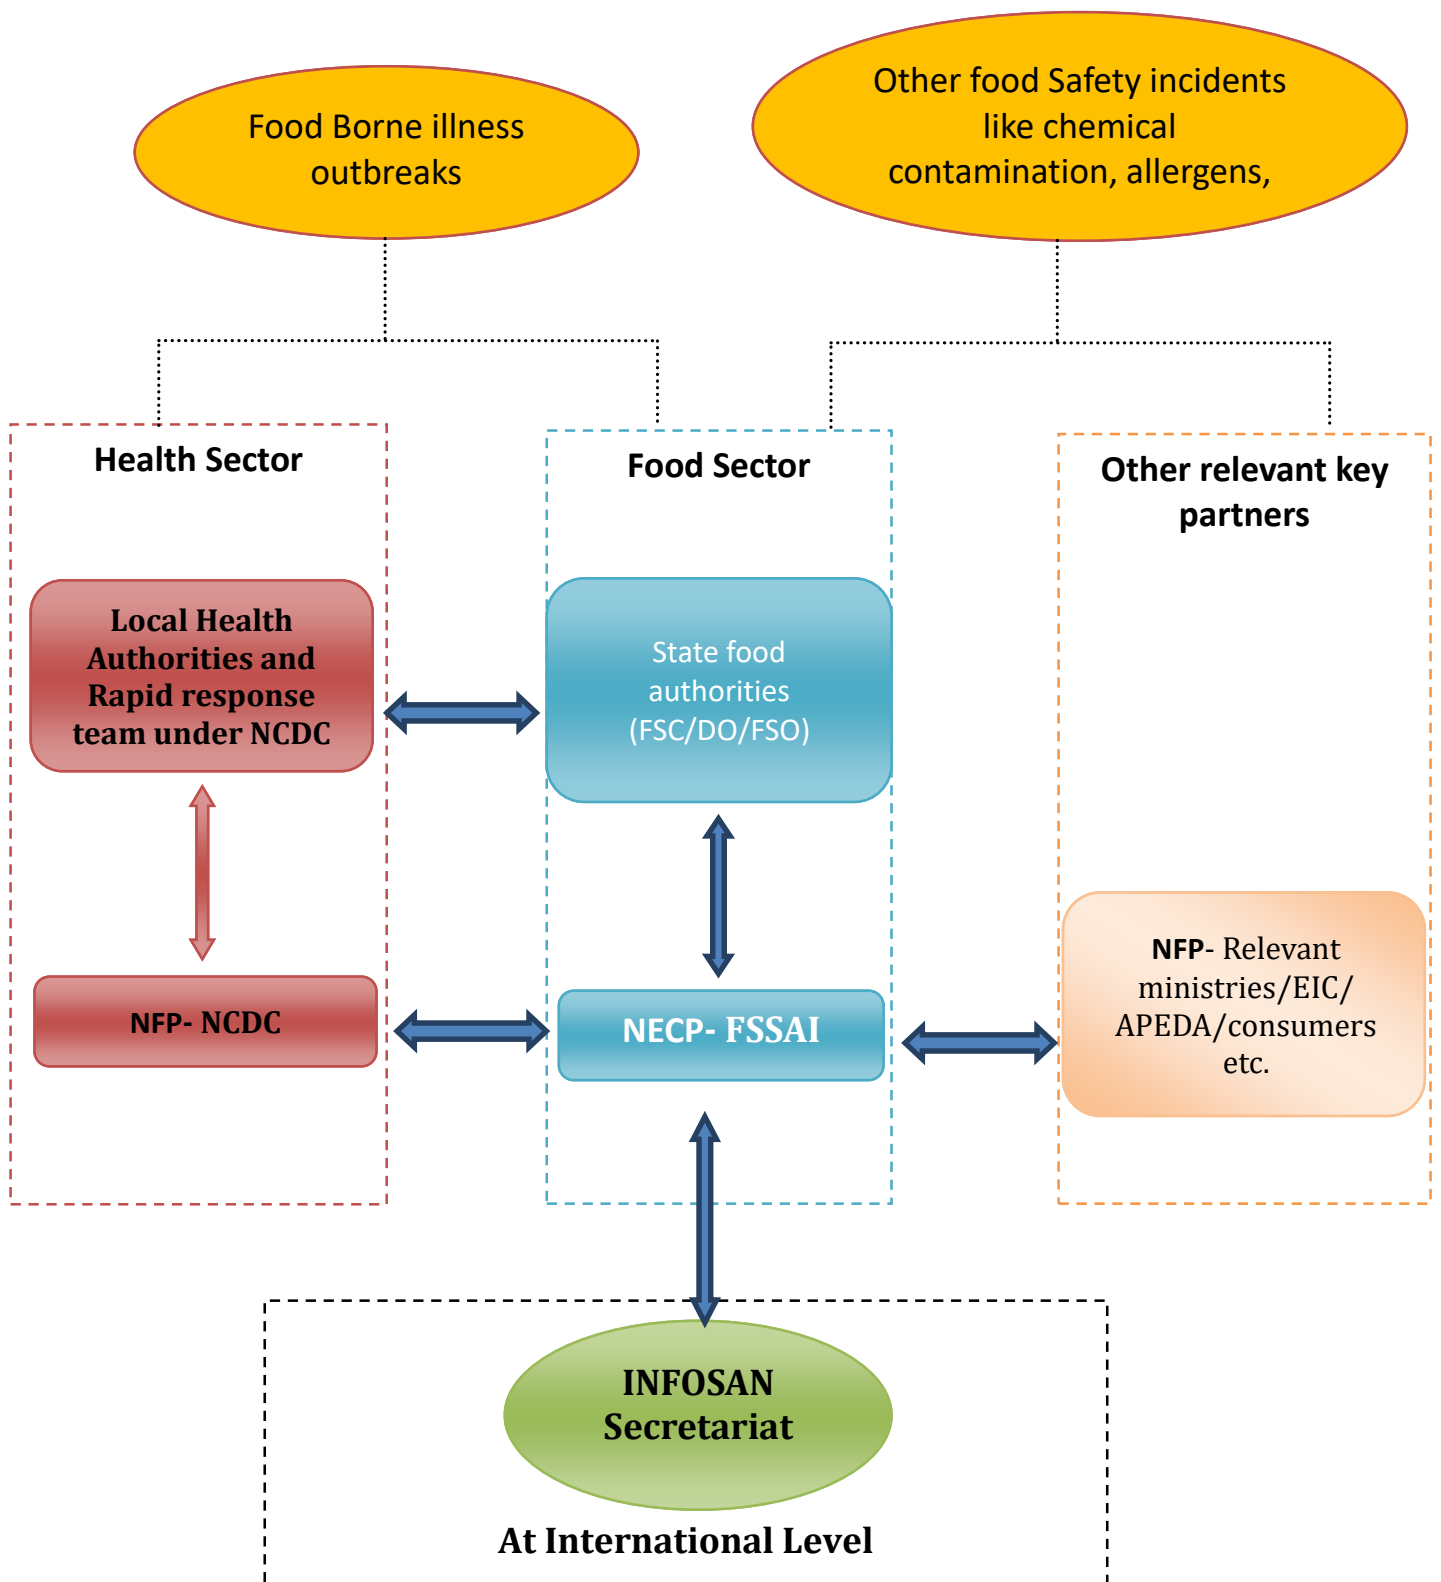 Food Borne illness
outbreaks
Other food Safety incidents
like chemical
contamination, allergens,
Health Sector
Food Sector
Other relevant key
partners
Local Health
Authorities and
Rapid response
team under NCDC
State food
authorities
(FSC/DO/FSO)
NFP- NCDC
NECP- FSSAI
NFP- Relevant
ministries/EIC/
APEDA/consumers
etc.
INFOSAN
Secretariat
At International Level